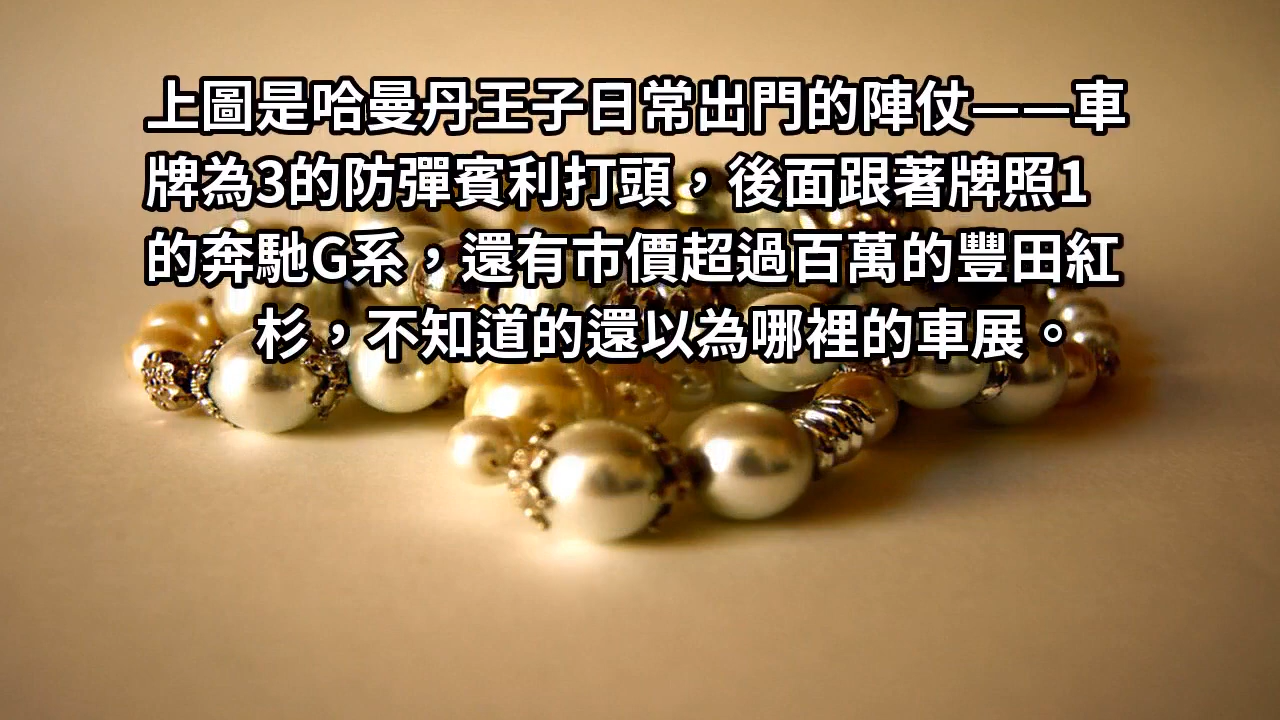 上圖是哈曼丹王子日常出門的陣仗——車
牌為3的防彈賓利打頭，後面跟著牌照1
的奔馳G系，還有市價超過百萬的豐田紅
杉，不知道的還以為哪裡的車展。